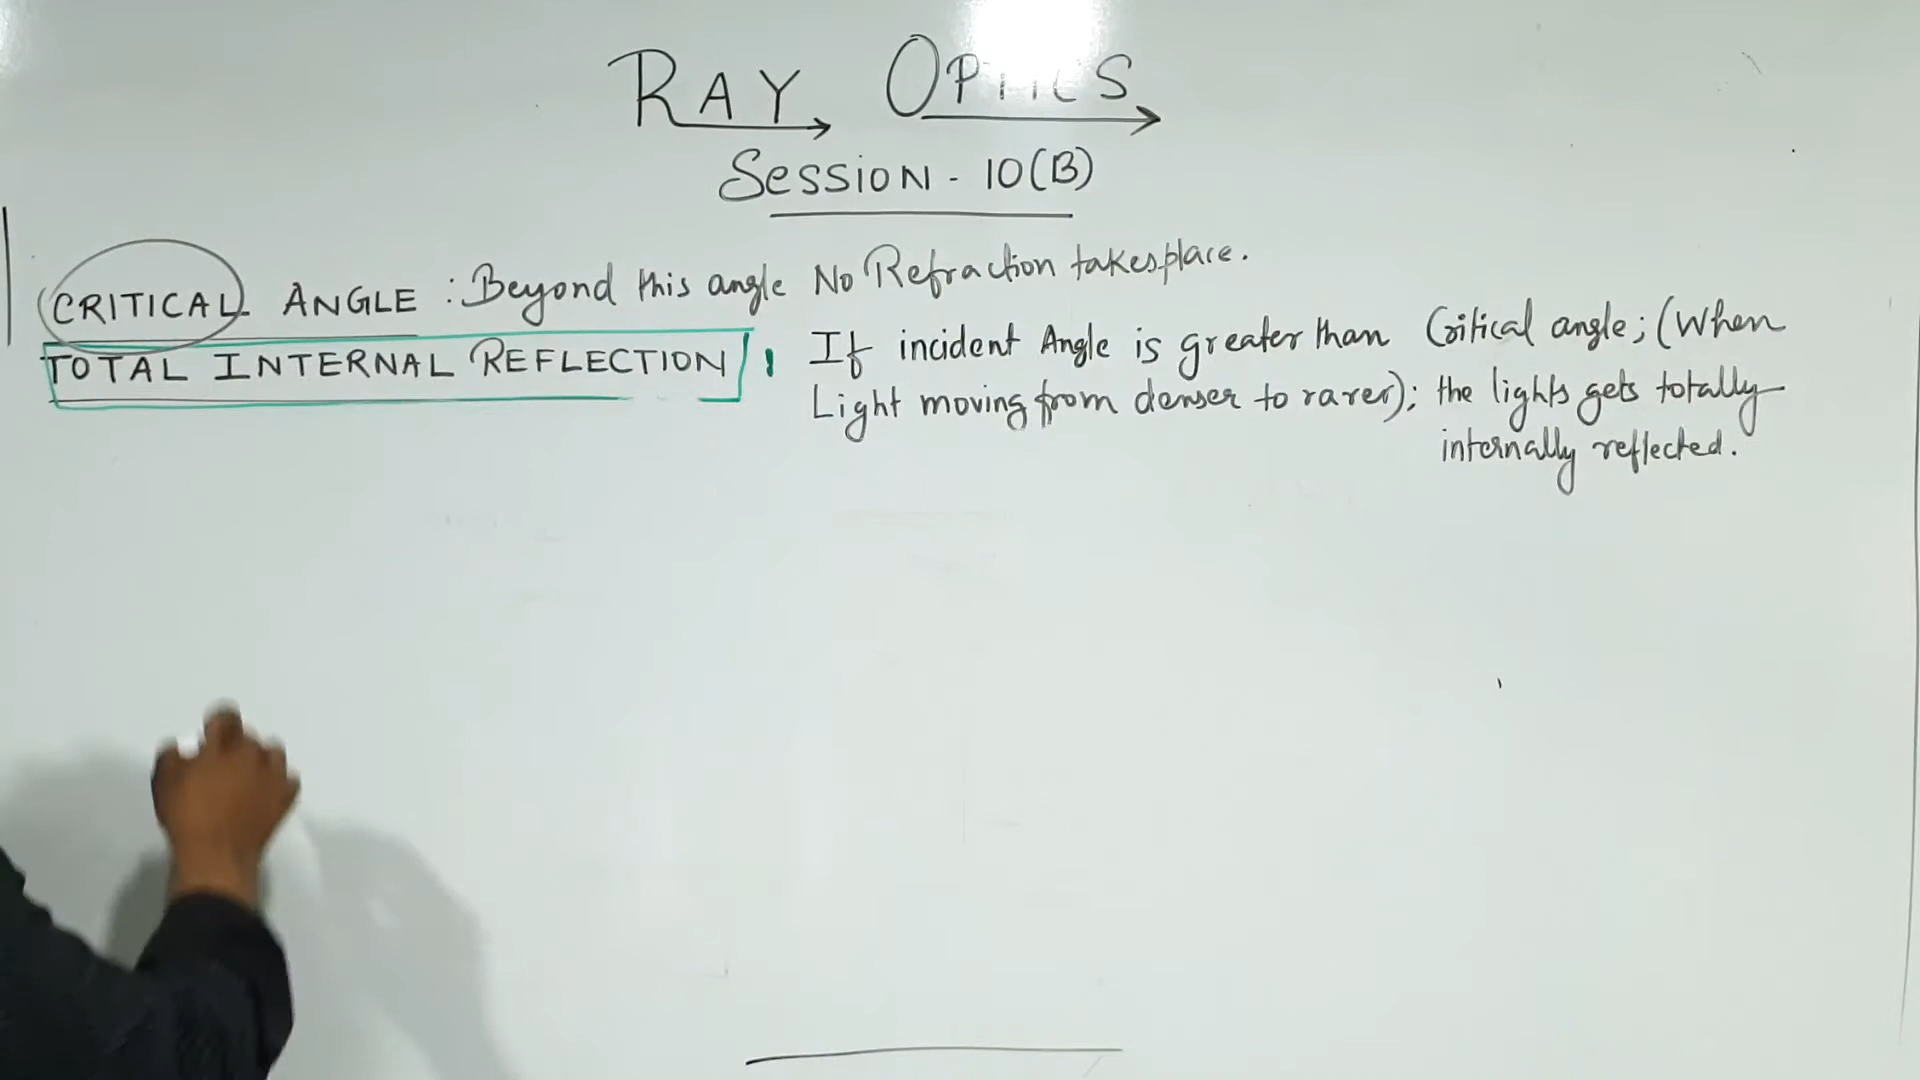 RAY OPTICS
SESSION - 10(B)
CRITICAL ANGLE : Beyond this angle No Refraction takesplace.
TOTAL INTERNAL REFLECTION : If incident Angle is greater than Critical angle; (When
Light moving from denser to rarer); the lights gets totally
internally reflected.